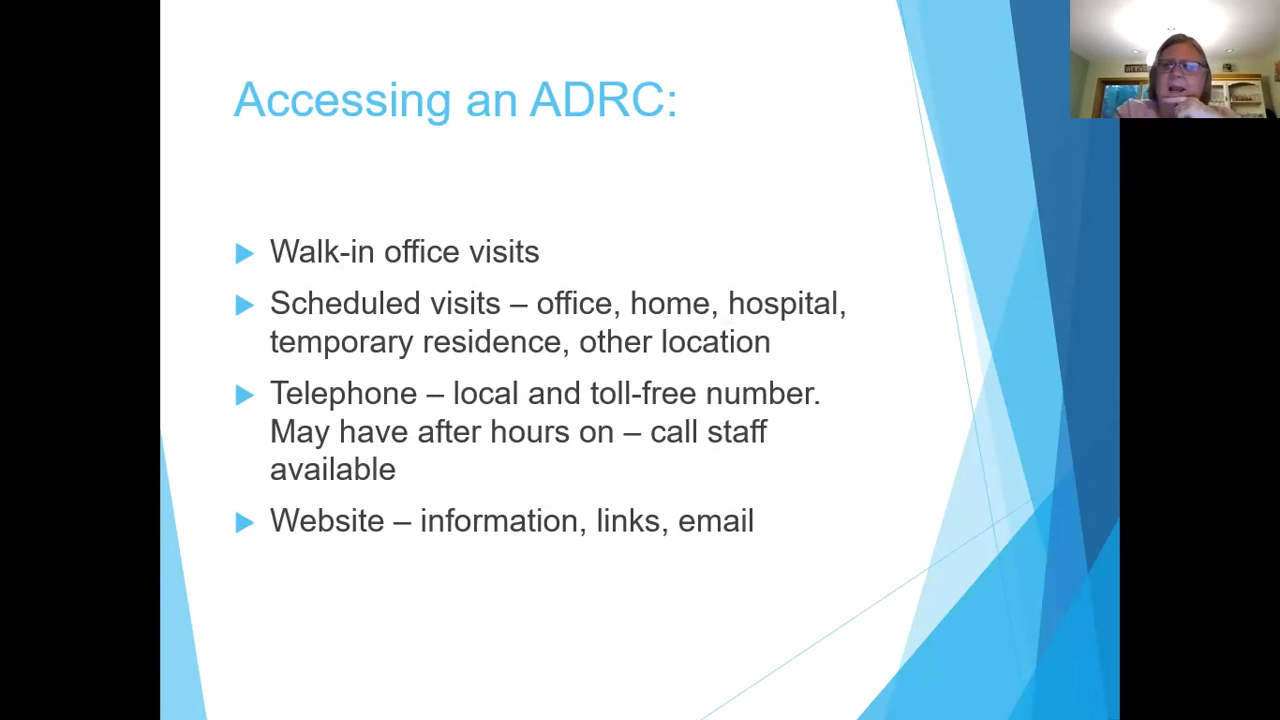 Accessing an ADRC:
Walk-in office visits
Scheduled visits – office, home, hospital,
temporary residence, other location
Telephone – local and toll-free number.
May have after hours on – call staff
available
Website – information, links, email